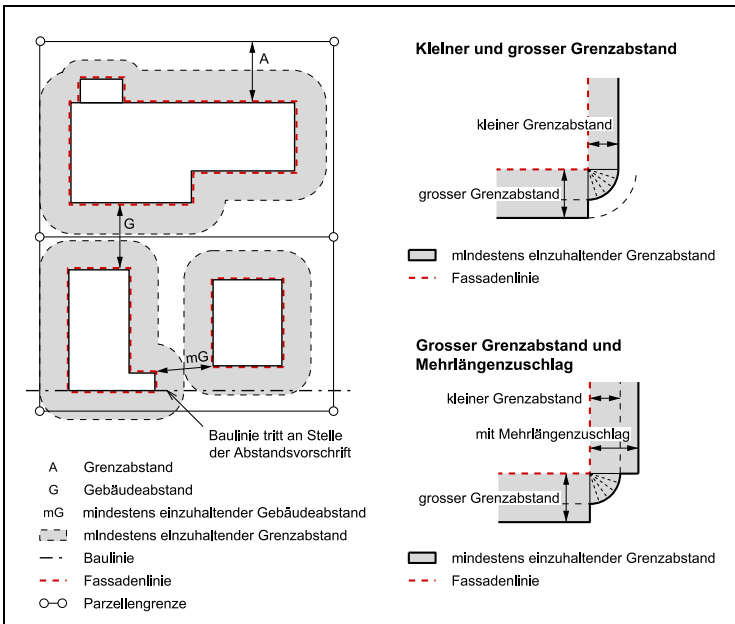 A
G
mG
Baulinie tritt an Stelle
der Abstandsvorschrift
A Grenzabstand
G Gebäudeabstand
mG mindestens einzuhaltender Gebäudeabstand
mindestens einzuhaltender Grenzabstand
Baulinie
Fassadenlinie
Parzellengrenze
Kleiner und grosser Grenzabstand
kleiner Grenzabstand
grosser Grenzabstand
mindestens einzuhaltender Grenzabstand
Fassadenlinie
Grosser Grenzabstand und
Mehrlängenzuschlag
kleiner Grenzabstand
mit Mehrlängenzuschlag
grosser Grenzabstand
mindestens einzuhaltender Grenzabstand
Fassadenlinie